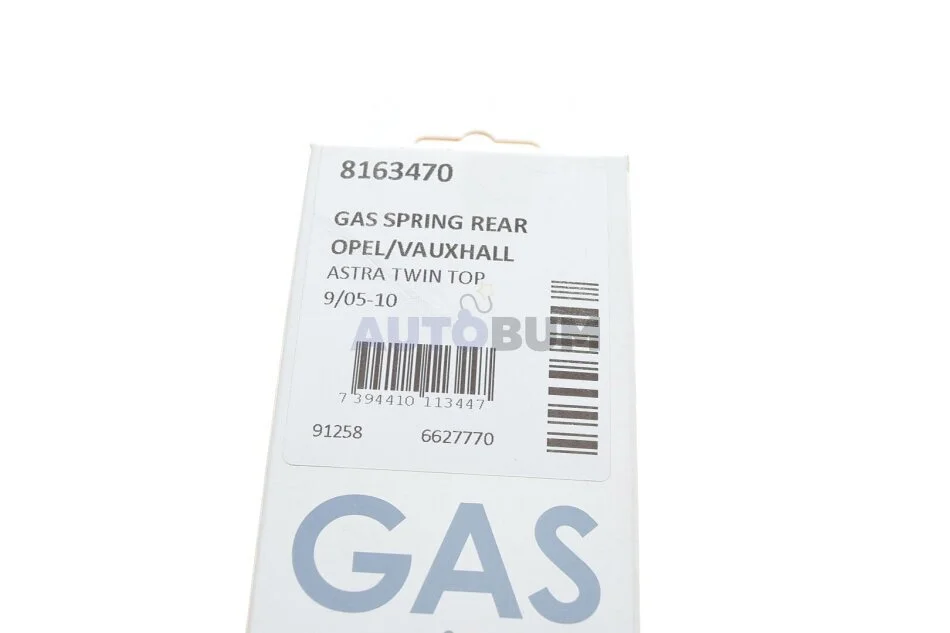 8163470
GAS SPRING REAR
OPEL/VAUXHALL
ASTRA TWIN TOP
9/05-10
AUTOBUM
7 394410 113447
91258 6627770
GAS